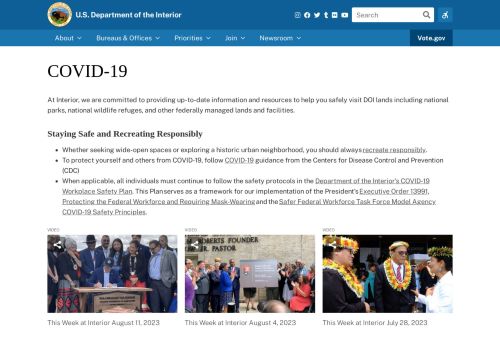 U.S. Department of the Interior
Search
About
Bureaus & Offices
Priorities
Join
Newsroom
Vote.gov
COVID-19
At Interior, we are committed to providing up-to-date information and resources to help you safely visit DOI lands including national
parks, national wildlife refuges, and other federally managed lands and facilities.
Staying Safe and Recreating Responsibly
Whether seeking wide-open spaces or exploring a historic urban neighborhood, you should always recreate responsibly.
To protect yourself and others from COVID-19, follow COVID-19 guidance from the Centers for Disease Control and Prevention
(CDC)
When applicable, all individuals must continue to follow the safety protocols in the Department of the Interior's COVID-19
Workplace Safety Plan. This Plan serves as a framework for our implementation of the President's Executive Order 13991,
Protecting the Federal Workforce and Requiring Mask-Wearing and the Safer Federal Workforce Task Force Model Agency
COVID-19 Safety Principles.
VIDEO
VIDEO
VIDEO
ROBERTS FOUNDER
PASTOR
This Week at Interior August 11, 2023
This Week at Interior August 4, 2023
This Week at Interior July 28, 2023